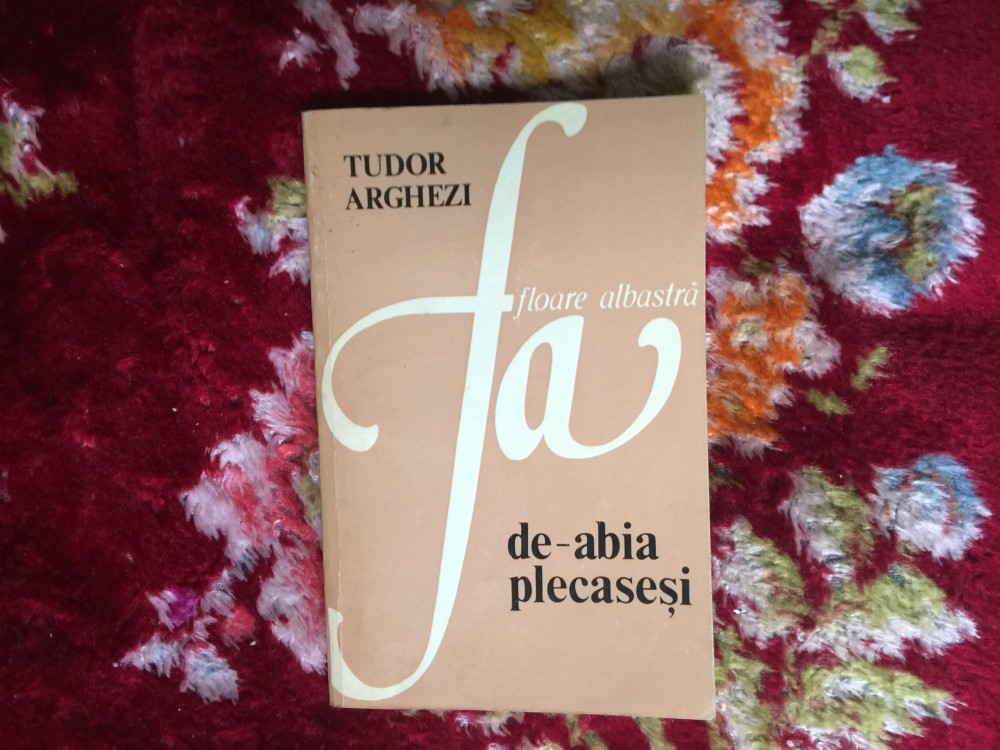 TUDOR
ARGHEZI
floare albastră
fa
de-abia
plecaseși